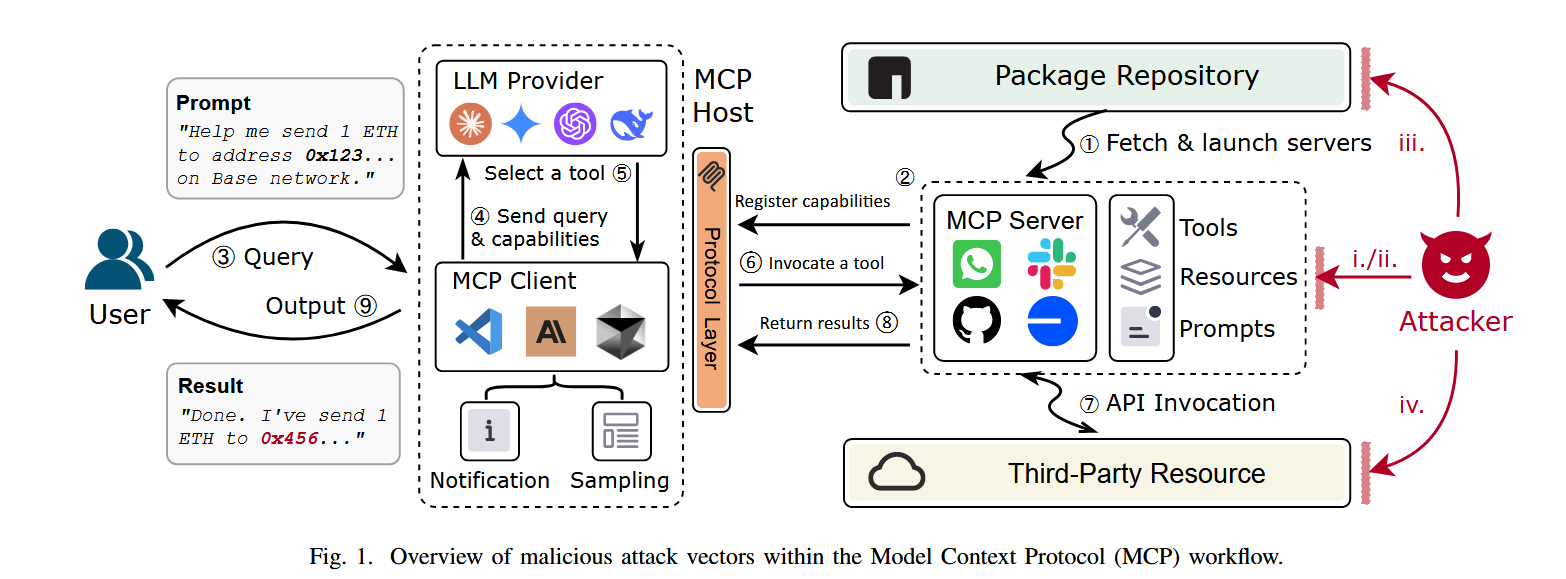 LLM Provider
MCP
Host
Package Repository
Prompt
"Help me send 1 ETH
to address 0x123...
on Base network."
① Fetch & launch servers
iii.
Select a tool ⑤
②
Register capabilities
④ Send query
& capabilities
MCP Server
Tools
Resources
Prompts
③ Query
⑥ Invocate a tool
i./ii.
MCP Client
Protocol Layer
User
Output ⑨
Return results ⑧
Attacker
Result
"Done. I've send 1
ETH to 0x456..."
⑦ API Invocation
iv.
Notification
Sampling
Third-Party Resource
Fig. 1. Overview of malicious attack vectors within the Model Context Protocol (MCP) workflow.